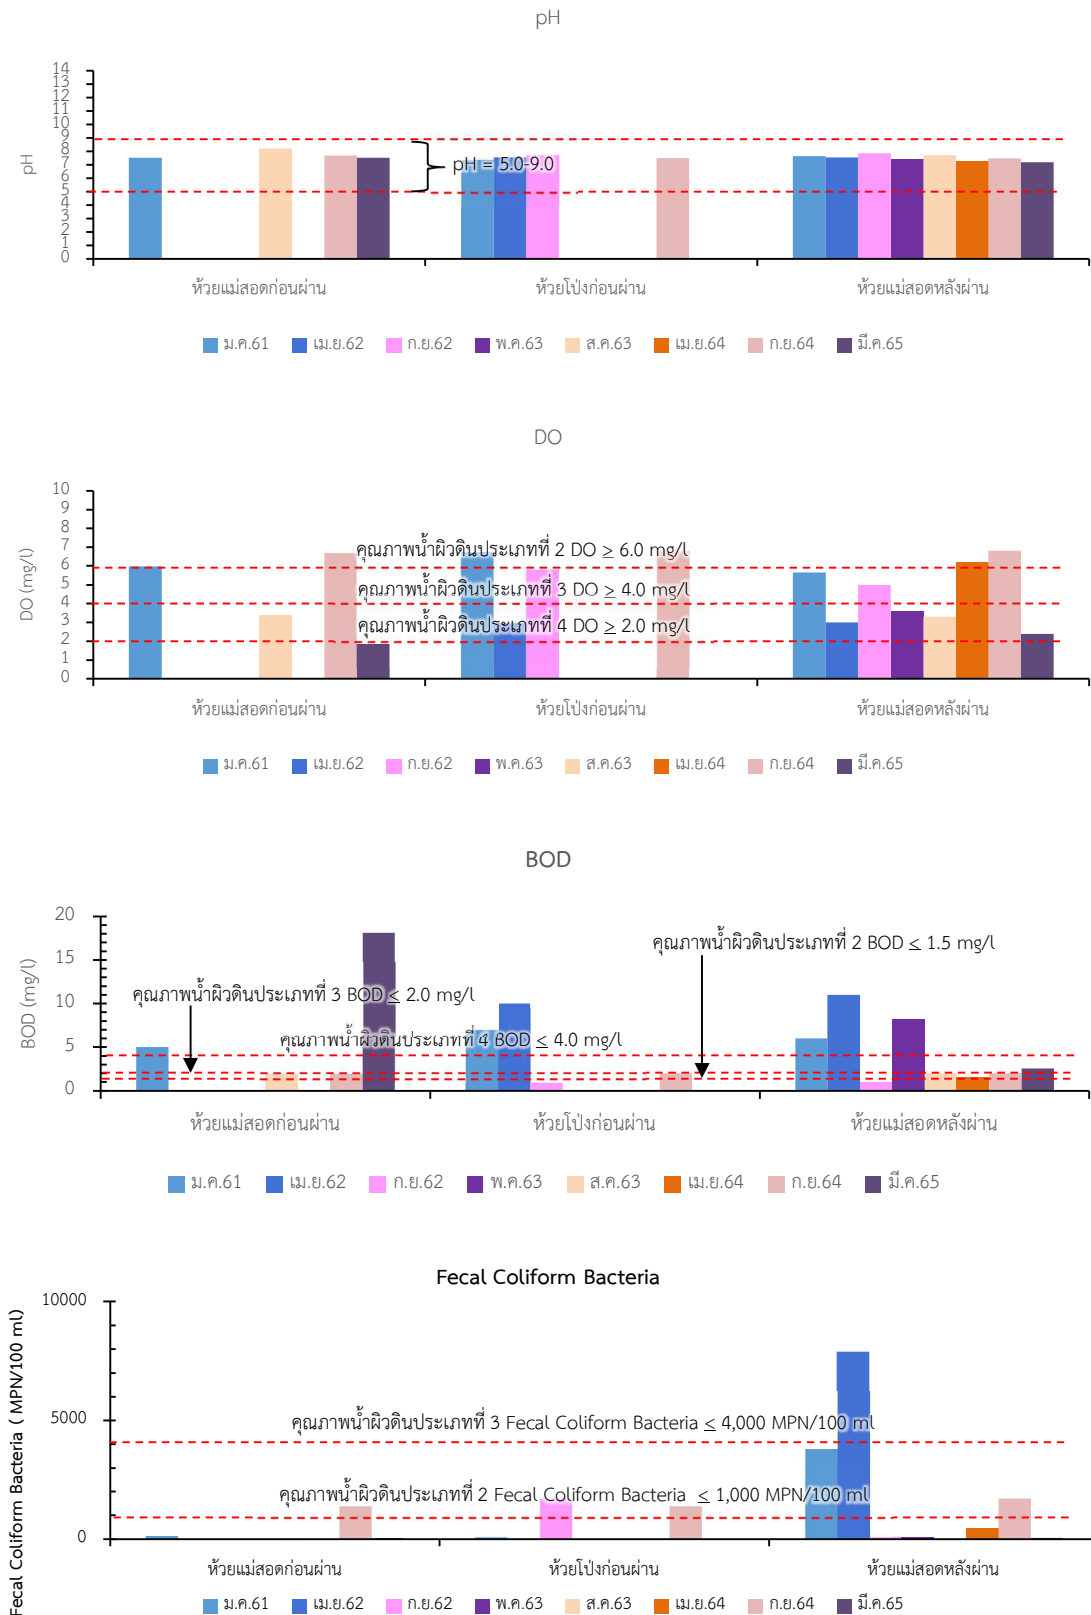 pH
14
13
12
11
10
9
8
7
6
5
4
3
2
1
0
pH
pH = 5.0-9.0
ห้วยแม่สอดก่อนผ่าน ห้วยโป่งก่อนผ่าน ห้วยแม่สอดหลังผ่าน
ม.ค.61 เม.ย.62 ก.ย.62 พ.ค.63 ส.ค.63 เม.ย.64 ก.ย.64 มี.ค.65
DO
10
9
8
7
6
5
4
3
2
1
0
DO (mg/l)
คุณภาพน้ำผิวดินประเภทที่ 2 DO ≥ 6.0 mg/l
คุณภาพน้ำผิวดินประเภทที่ 3 DO ≥ 4.0 mg/l
คุณภาพน้ำผิวดินประเภทที่ 4 DO ≥ 2.0 mg/l
ห้วยแม่สอดก่อนผ่าน ห้วยโป่งก่อนผ่าน ห้วยแม่สอดหลังผ่าน
ม.ค.61 เม.ย.62 ก.ย.62 พ.ค.63 ส.ค.63 เม.ย.64 ก.ย.64 มี.ค.65
BOD
20
15
10
5
0
BOD (mg/l)
คุณภาพน้ำผิวดินประเภทที่ 2 BOD ≤ 1.5 mg/l
คุณภาพน้ำผิวดินประเภทที่ 3 BOD ≤ 2.0 mg/l
คุณภาพน้ำผิวดินประเภทที่ 4 BOD ≤ 4.0 mg/l
ห้วยแม่สอดก่อนผ่าน ห้วยโป่งก่อนผ่าน ห้วยแม่สอดหลังผ่าน
ม.ค.61 เม.ย.62 ก.ย.62 พ.ค.63 ส.ค.63 เม.ย.64 ก.ย.64 มี.ค.65
Fecal Coliform Bacteria
10000
5000
0
Fecal Coliform Bacteria ( MPN/100 ml)
คุณภาพน้ำผิวดินประเภทที่ 3 Fecal Coliform Bacteria ≤ 4,000 MPN/100 ml
คุณภาพน้ำผิวดินประเภทที่ 2 Fecal Coliform Bacteria ≤ 1,000 MPN/100 ml
ห้วยแม่สอดก่อนผ่าน ห้วยโป่งก่อนผ่าน ห้วยแม่สอดหลังผ่าน
ม.ค.61 เม.ย.62 ก.ย.62 พ.ค.63 ส.ค.63 เม.ย.64 ก.ย.64 มี.ค.65